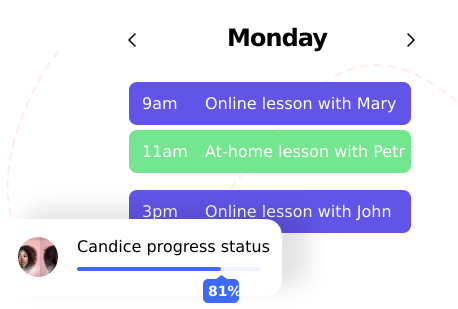 Monday
9am Online lesson with Mary
11am At-home lesson with Petr
3pm Online lesson with John
Candice progress status
81%